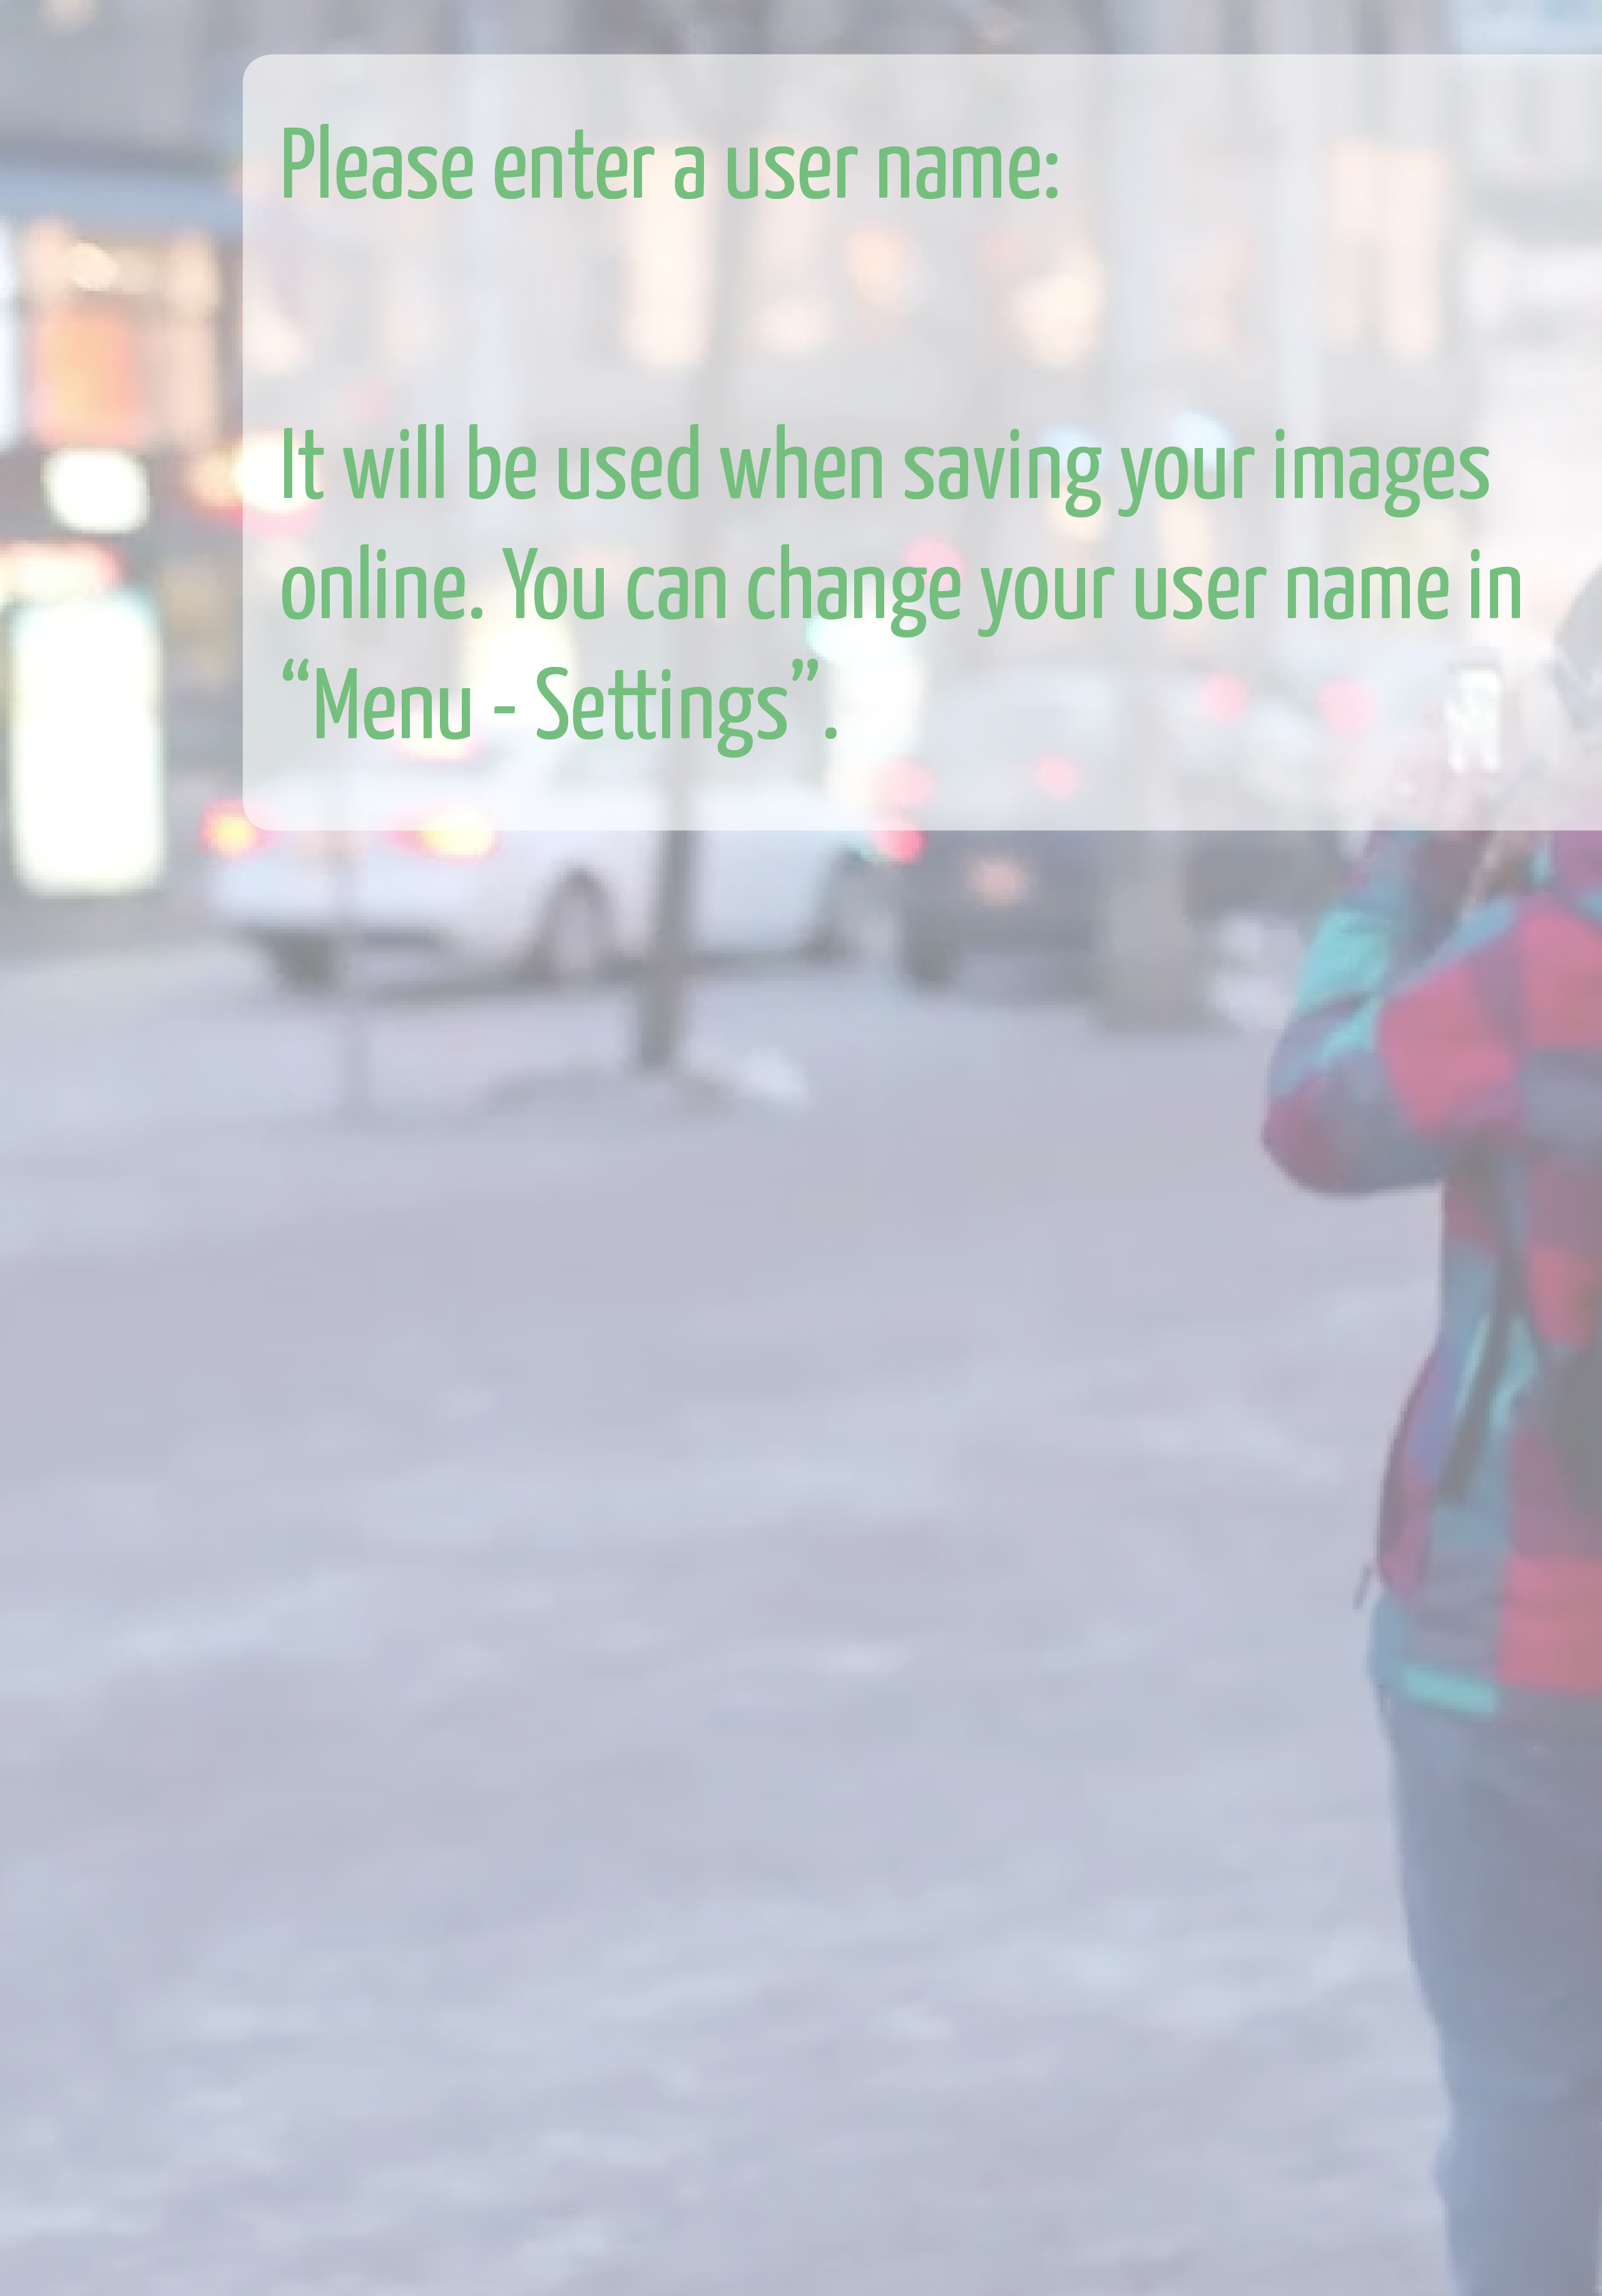 Please enter a user name:
It will be used when saving your images
online. You can change your user name in
“Menu - Settings”.